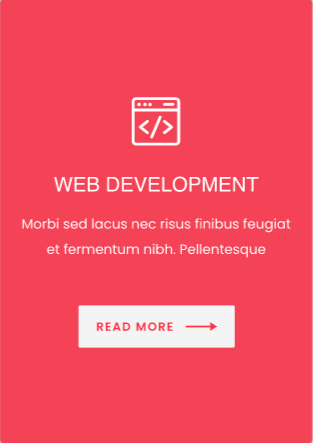 WEB DEVELOPMENT
Morbi sed lacus nec risus finibus feugiat
et fermentum nibh. Pellentesque
READ MORE